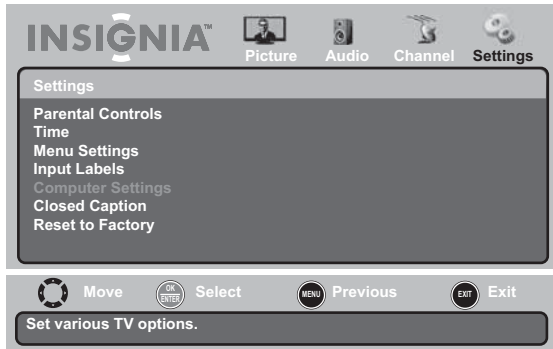 INSIGNIA™
Picture Audio Channel Settings
Settings
Parental Controls
Time
Menu Settings
Input Labels
Computer Settings
Closed Caption
Reset to Factory
Move OK ENTER Select MENU Previous EXIT Exit
Set various TV options.